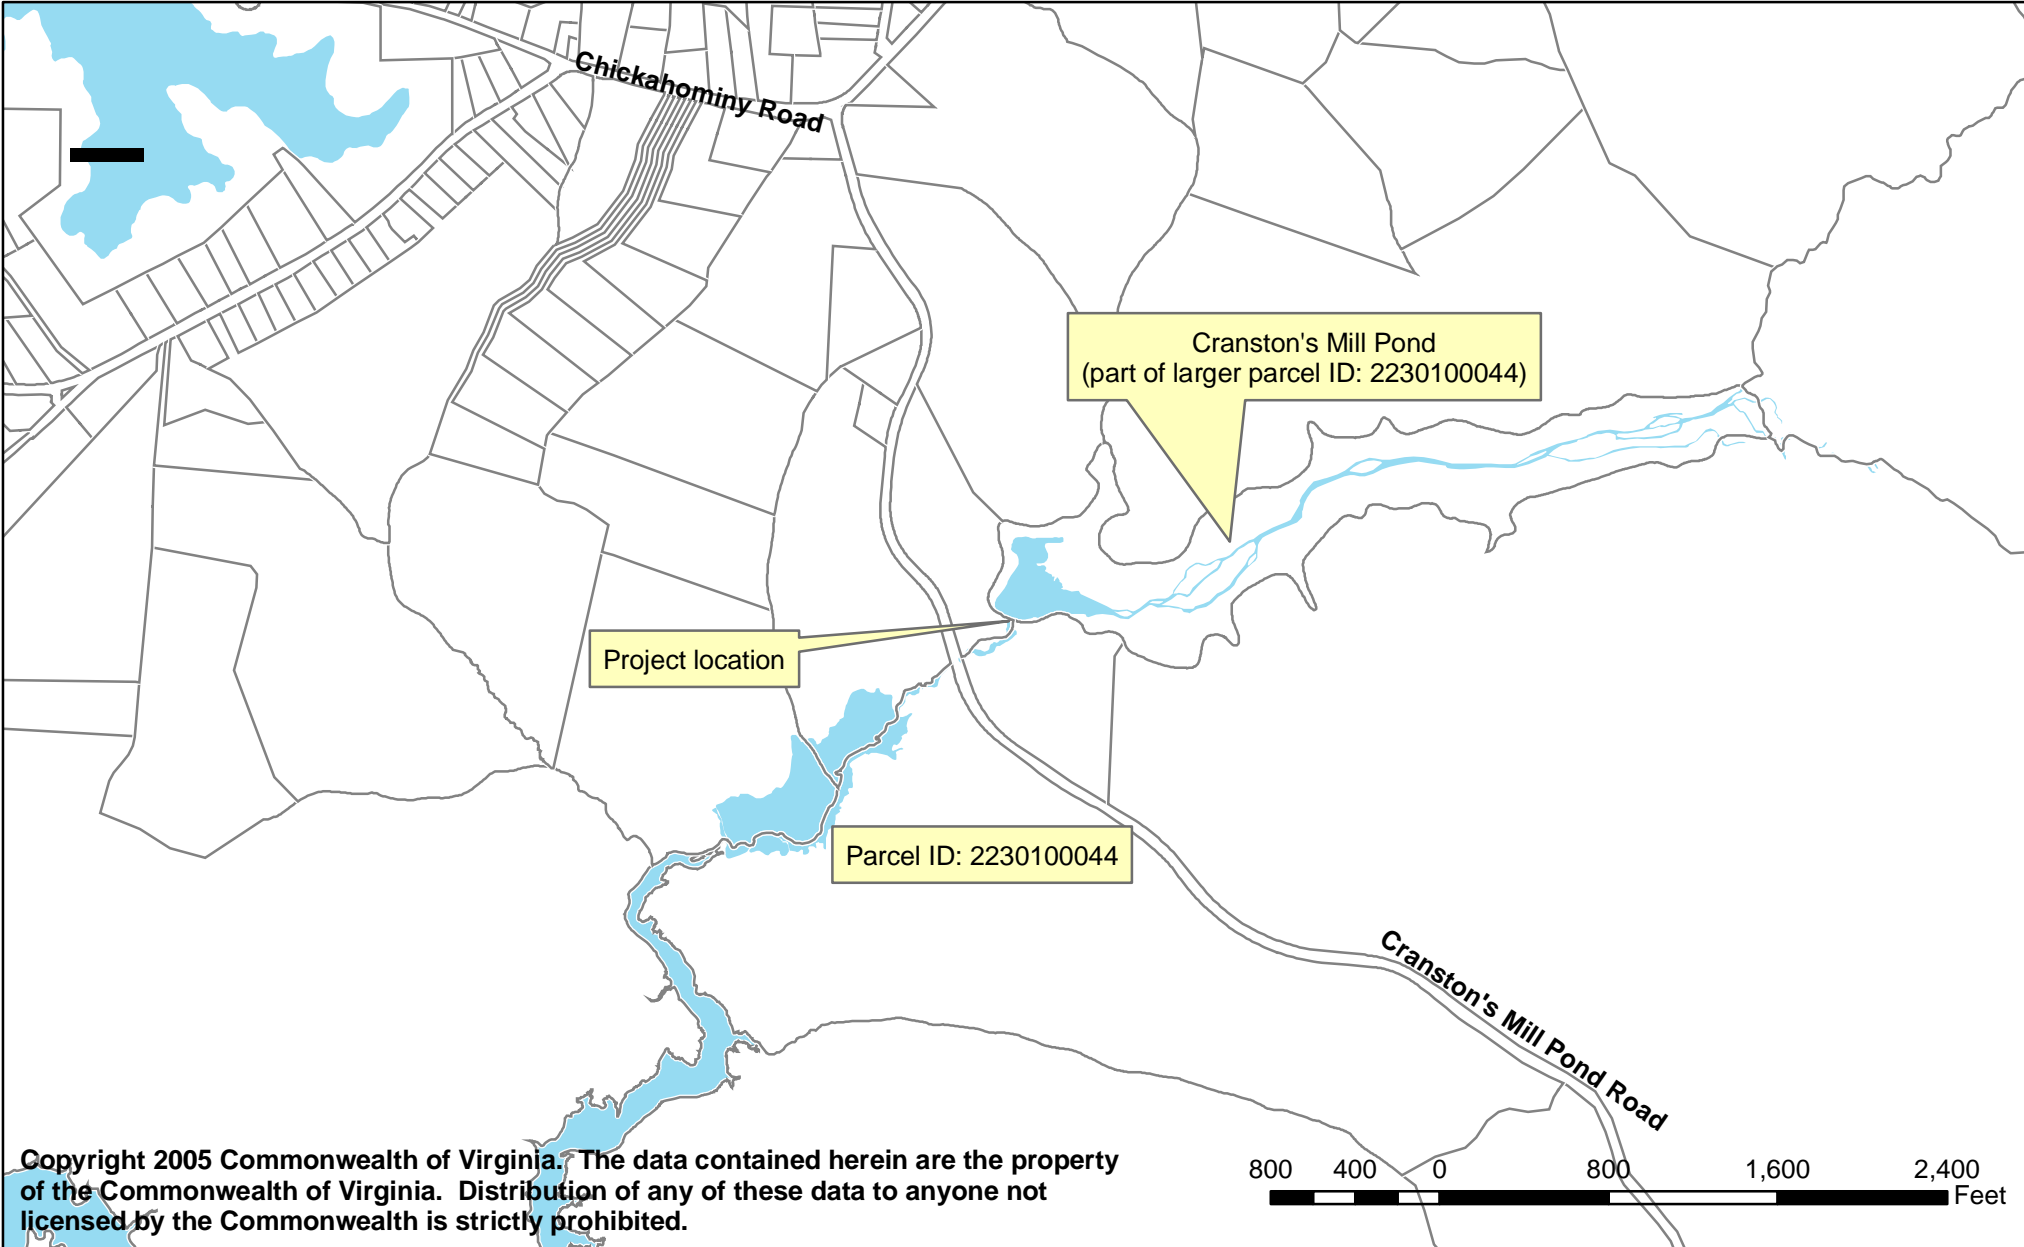 Chickahominy Road
Cranston's Mill Pond
(part of larger parcel ID: 2230100044)
Project location
Parcel ID: 2230100044
Cranston's Mill Pond Road
Copyright 2005 Commonwealth of Virginia.  The data contained herein are the property
of the Commonwealth of Virginia.  Distribution of any of these data to anyone not
licensed by the Commonwealth is strictly prohibited.
800 400 0 800 1,600 2,400
Feet